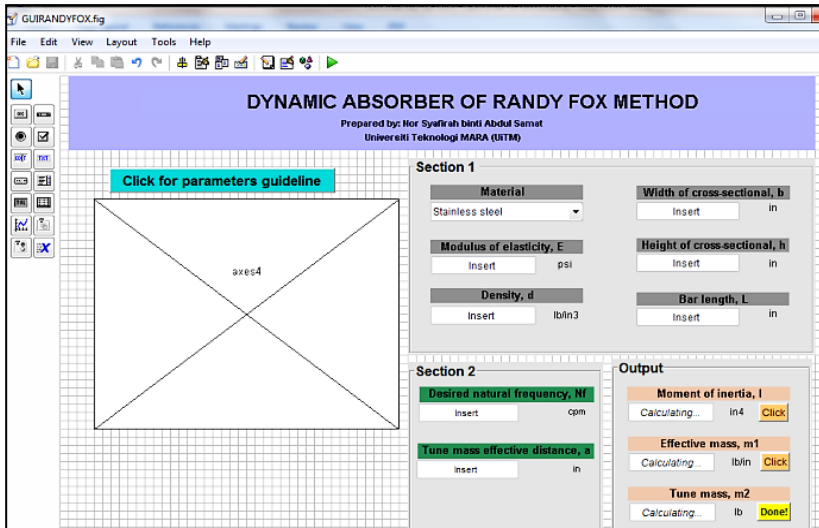 GUIRANDYFOX.fig
File Edit View Layout Tools Help
DYNAMIC ABSORBER OF RANDY FOX METHOD
Prepared by: Nor Syafirah binti Abdul Samat
Universiti Teknologi MARA (UiTM)
Click for parameters guideline
axes4
Section 1
Material
Stainless steel
Modulus of elasticity, E
Insert psi
Density, d
Insert lb/in3
Width of cross-sectional, b
Insert in
Height of cross-sectional, h
Insert in
Bar length, L
Insert in
Section 2
Desired natural frequency, Nf
Insert cpm
Tune mass effective distance, a
Insert in
Output
Moment of inertia, I
Calculating... in4 Click
Effective mass, m1
Calculating... lb/in Click
Tune mass, m2
Calculating... lb Done!